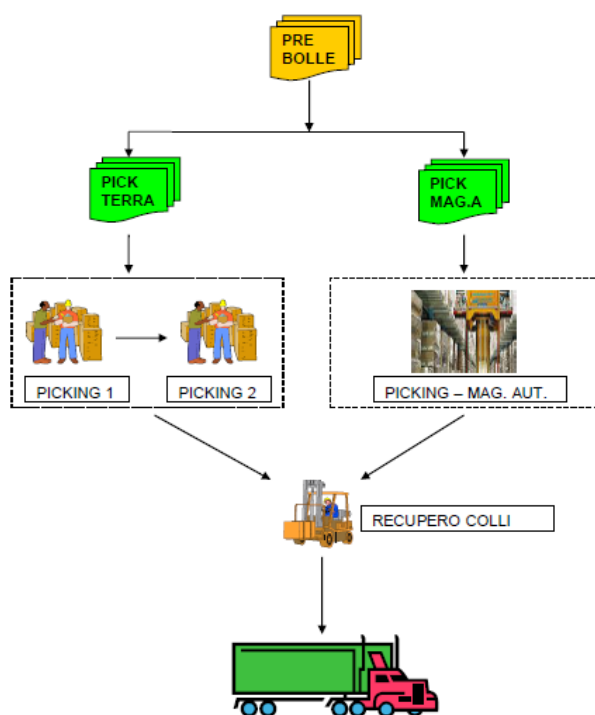 PRE
BOLLE
PICK
TERRA
PICK
MAG.A
PICKING 1
PICKING 2
PICKING – MAG. AUT.
RECUPERO COLLI